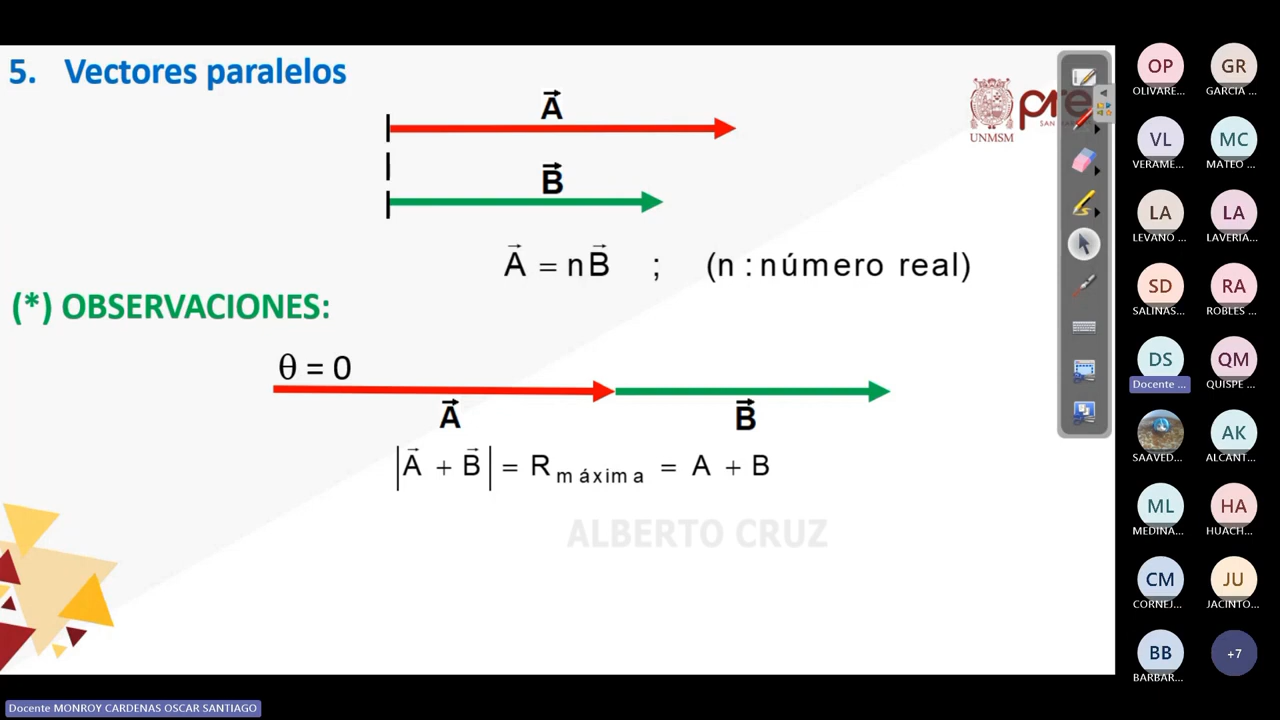 5. Vectores paralelos
A⃗
B⃗
UNMSM
pre
SAN
A⃗ = nB⃗ ; (n : número real)
(*) OBSERVACIONES:
θ = 0
A⃗
B⃗
|A⃗ + B⃗| = R máxima = A + B
ALBERTO CRUZ
OP
OLIVARE...
GR
GARCIA ...
VL
VERAME...
MC
MATEO ...
LA
LEVANO ...
LA
LAVERIA...
SD
SALINAS...
RA
ROBLES ...
DS
Docente ...
QM
QUISPE ...
SAAVED...
AK
ALCANT...
ML
MEDINA...
HA
HUACH...
CM
CORNEJ...
JU
JACINTO...
BB
BARBAR...
+7
Docente MONROY CARDENAS OSCAR SANTIAGO